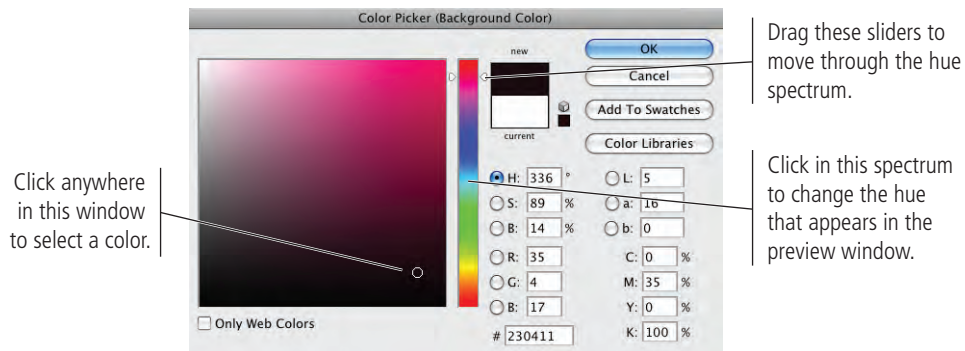 Color Picker (Background Color)
new
current
OK
Cancel
Add To Swatches
Color Libraries
H: 336 °
S: 89 %
B: 14 %
R: 35
G: 4
B: 17
# 230411
L: 5
a: 16
b: 0
C: 0 %
M: 35 %
Y: 0 %
K: 100 %
Only Web Colors
Click anywhere
in this window
to select a color.
Drag these sliders to
move through the hue
spectrum.
Click in this spectrum
to change the hue
that appears in the
preview window.